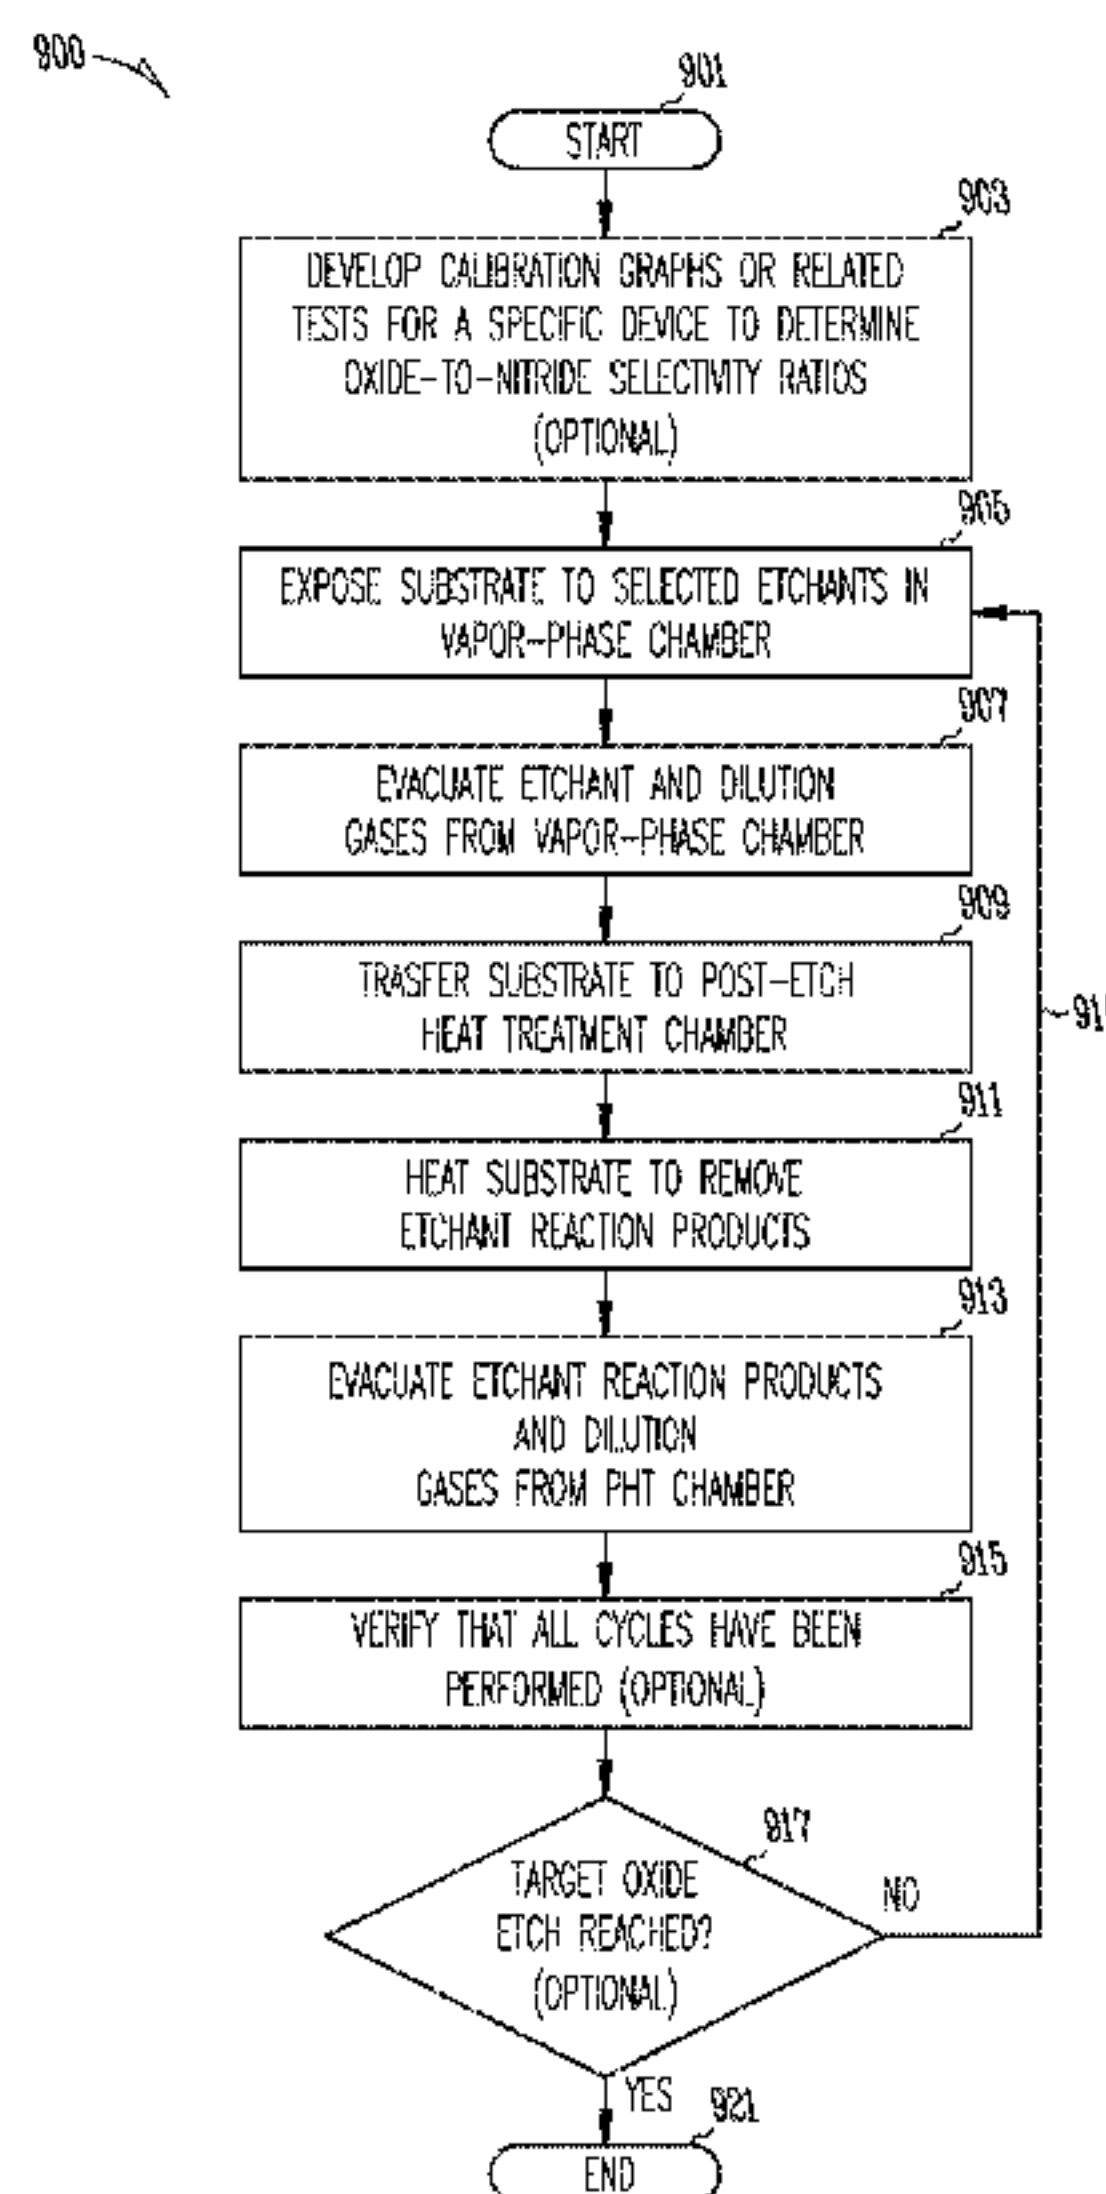 900
901
START
903
DEVELOP CALIBRATION GRAPHS OR RELATED
TESTS FOR A SPECIFIC DEVICE TO DETERMINE
OXIDE-TO-NITRIDE SELECTIVITY RATIOS
(OPTIONAL)
905
EXPOSE SUBSTRATE TO SELECTED ETCHANTS IN
VAPOR-PHASE CHAMBER
907
EVACUATE ETCHANT AND DILUTION
GASES FROM VAPOR-PHASE CHAMBER
909
TRASFER SUBSTRATE TO POST-ETCH
HEAT TREATMENT CHAMBER
911
HEAT SUBSTRATE TO REMOVE
ETCHANT REACTION PRODUCTS
913
EVACUATE ETCHANT REACTION PRODUCTS
AND DILUTION
GASES FROM PHT CHAMBER
915
VERIFY THAT ALL CYCLES HAVE BEEN
PERFORMED (OPTIONAL)
917
TARGET OXIDE
ETCH REACHED?
(OPTIONAL)
NO
YES
921
END